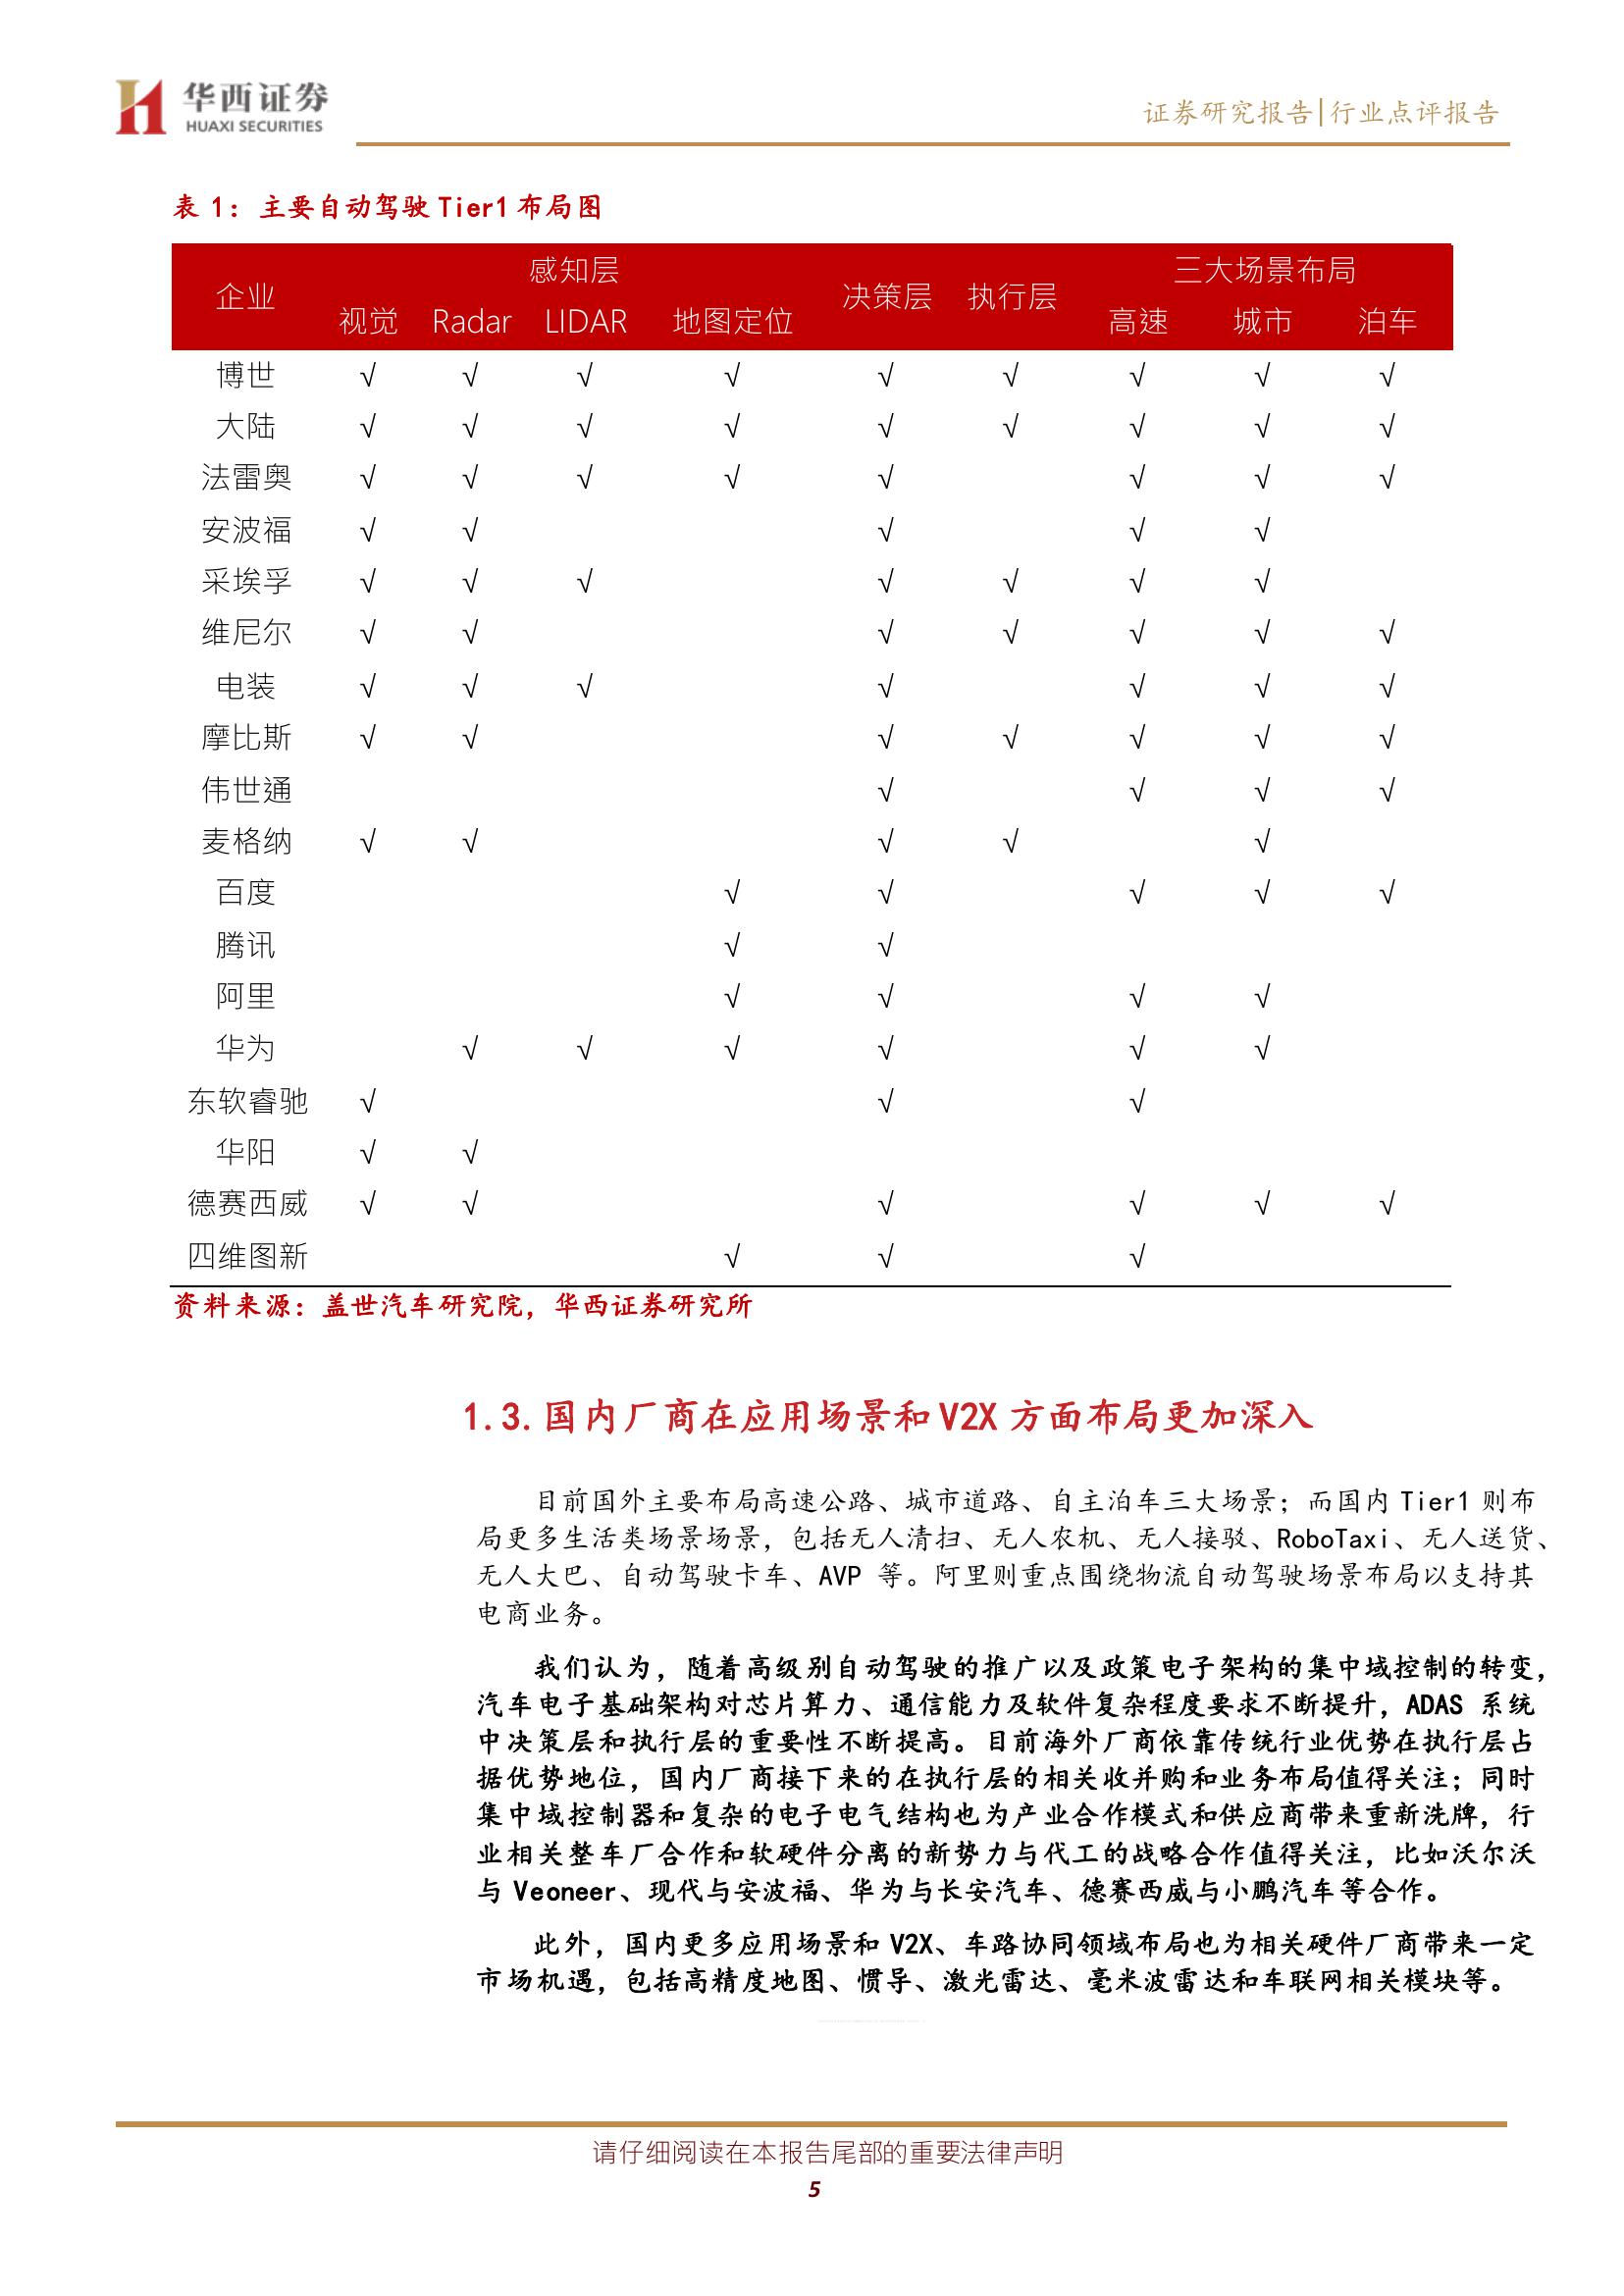 华西证券
HUAXI SECURITIES
证券研究报告|行业点评报告
表 1：主要自动驾驶 Tier1 布局图
企业 感知层 决策层 执行层 三大场景布局
视觉 Radar LIDAR 地图定位 高速 城市 泊车
博世 √ √ √ √ √ √ √ √ √
大陆 √ √ √ √ √ √ √ √ √
法雷奥 √ √ √ √ √ √ √ √
安波福 √ √ √ √ √
采埃孚 √ √ √ √ √ √ √
维尼尔 √ √ √ √ √ √ √
电装 √ √ √ √ √ √ √
摩比斯 √ √ √ √ √ √ √
伟世通 √ √ √ √
麦格纳 √ √ √ √ √
百度 √ √ √ √ √
腾讯 √ √
阿里 √ √ √ √
华为 √ √ √ √ √ √
东软睿驰 √ √ √
华阳 √ √
德赛西威 √ √ √ √ √ √
四维图新 √ √ √
资料来源：盖世汽车研究院，华西证券研究所
1.3.国内厂商在应用场景和 V2X 方面布局更加深入
目前国外主要布局高速公路、城市道路、自主泊车三大场景；而国内 Tier1 则布
局更多生活类场景场景，包括无人清扫、无人农机、无人接驳、RoboTaxi、无人送货、
无人大巴、自动驾驶卡车、AVP 等。阿里则重点围绕物流自动驾驶场景布局以支持其
电商业务。
我们认为，随着高级别自动驾驶的推广以及政策电子架构的集中域控制的转变，
汽车电子基础架构对芯片算力、通信能力及软件复杂程度要求不断提升，ADAS 系统
中决策层和执行层的重要性不断提高。目前海外厂商依靠传统行业优势在执行层占
据优势地位，国内厂商接下来的在执行层的相关收并购和业务布局值得关注；同时
集中域控制器和复杂的电子电气结构也为产业合作模式和供应商带来重新洗牌，行
业相关整车厂合作和软硬件分离的新势力与代工的战略合作值得关注，比如沃尔沃
与 Veoneer、现代与安波福、华为与长安汽车、德赛西威与小鹏汽车等合作。
此外，国内更多应用场景和 V2X、车路协同领域布局也为相关硬件厂商带来一定
市场机遇，包括高精度地图、惯导、激光雷达、毫米波雷达和车联网相关模块等。
请仔细阅读在本报告尾部的重要法律声明
5